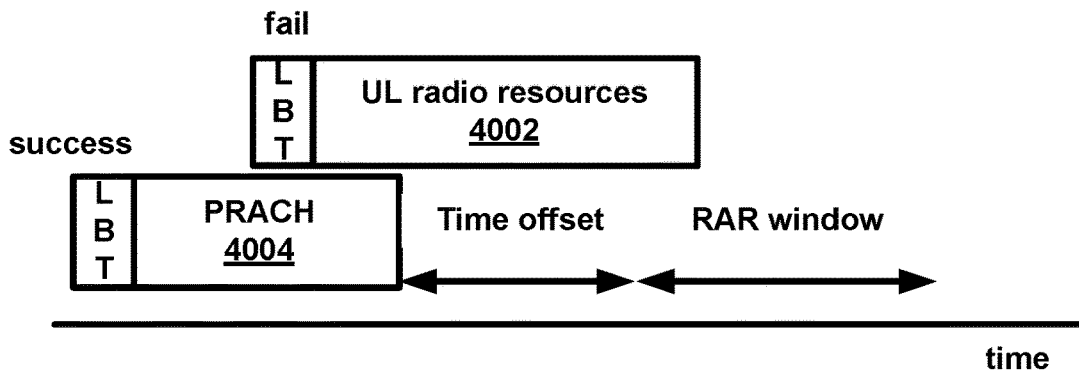 fail
L
B
T
UL radio resources
4002
success
L
B
T
PRACH
4004
Time offset
RAR window
time